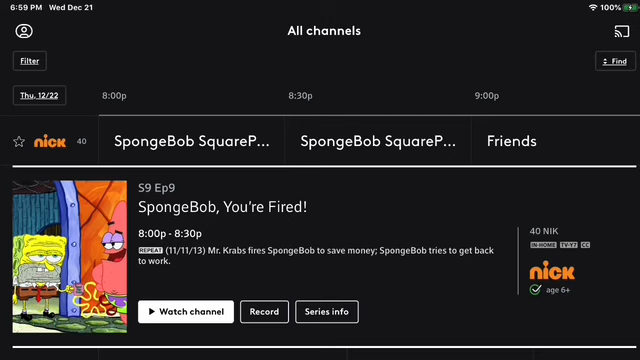 6:59 PM Wed Dec 21
100%
All channels
Filter
Find
Thu, 12/22
8:00p
8:30p
9:00p
nick
40
SpongeBob SquareP...
SpongeBob SquareP...
Friends
S9 Ep9
SpongeBob, You're Fired!
8:00p - 8:30p
REPEAT (11/11/13) Mr. Krabs fires SpongeBob to save money; SpongeBob tries to get back
to work.
Watch channel
Record
Series info
40 NIK
IN-HOME TV-Y7 CC
nick
age 6+